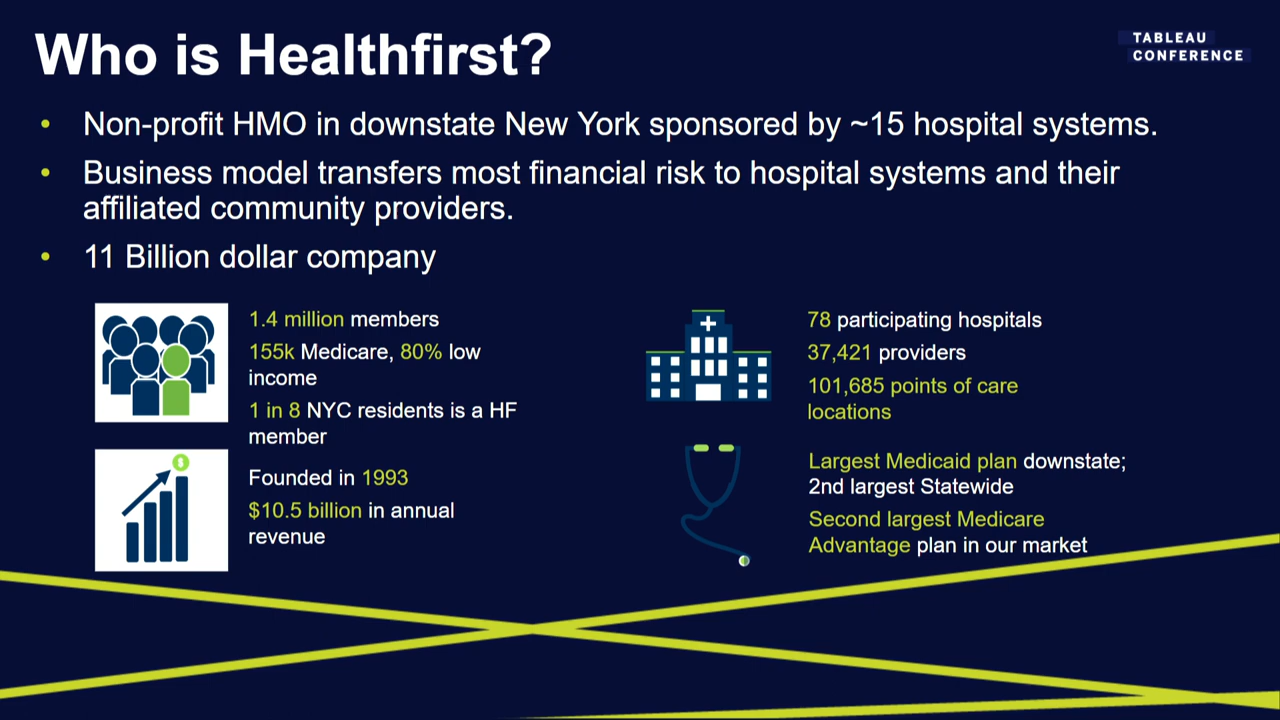 Who is Healthfirst?
TABLEAU
CONFERENCE
• Non-profit HMO in downstate New York sponsored by ~15 hospital systems.
• Business model transfers most financial risk to hospital systems and their
affiliated community providers.
• 11 Billion dollar company
1.4 million members
155k Medicare, 80% low
income
1 in 8 NYC residents is a HF
member
Founded in 1993
$10.5 billion in annual
revenue
78 participating hospitals
37,421 providers
101,685 points of care
locations
Largest Medicaid plan downstate;
2nd largest Statewide
Second largest Medicare
Advantage plan in our market